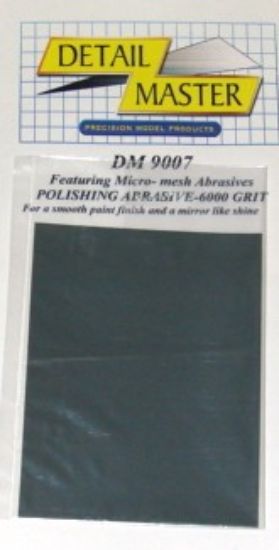 DETAIL
MASTER
PRECISION MODEL PRODUCTS
DM 9007
Featuring Micro- mesh Abrasives
POLISHING ABRASIVE-6000 GRIT
For a smooth paint finish and a mirror like shine